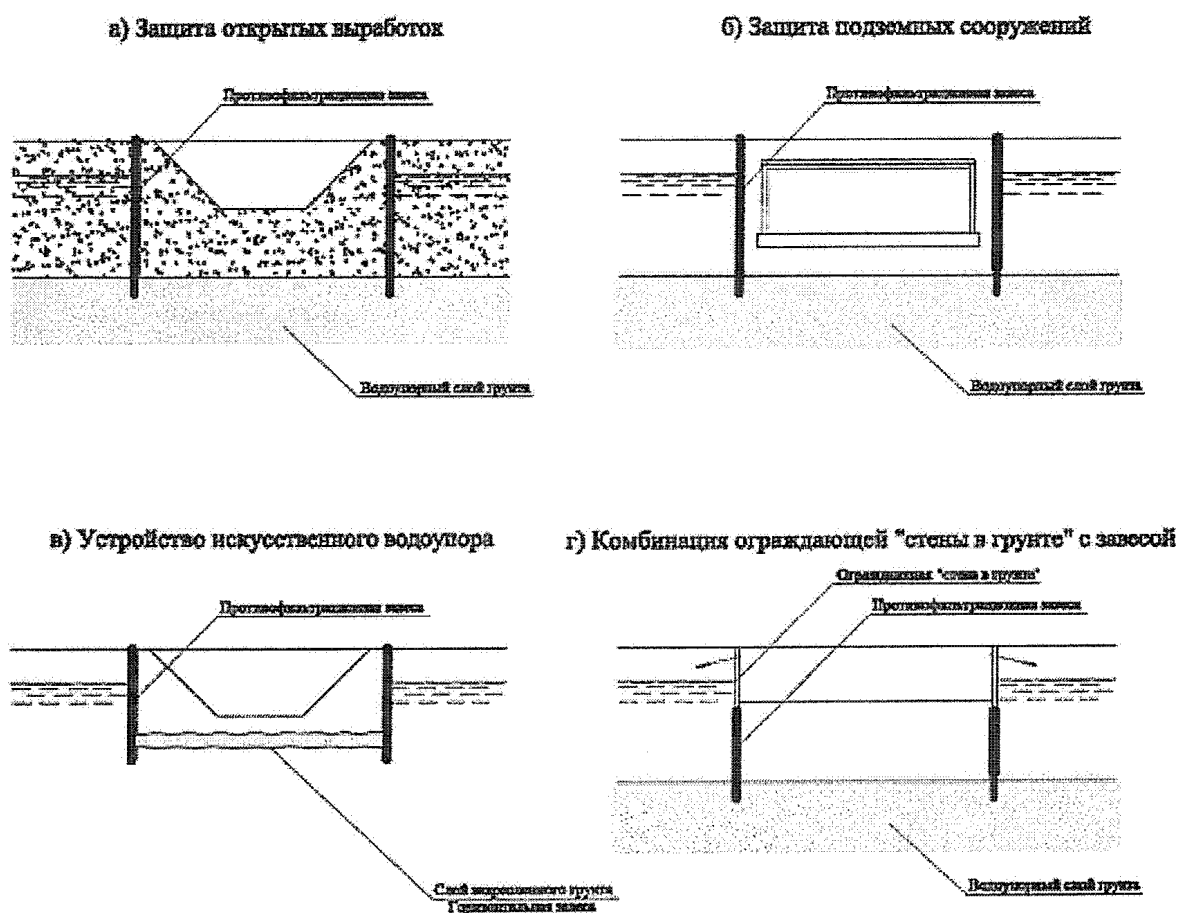 а) Защита открытых выработок
Противофильтрационная завеса
Водоупорный слой грунта
б) Защита подземных сооружений
Противофильтрационная завеса
Водоупорный слой грунта
в) Устройство искусственного водоупора
Противофильтрационная завеса
Слой закрепленного грунта
Горизонтальная завеса
г) Комбинация ограждающей "стены в грунте" с завесой
Ограждающая "стена в грунте"
Противофильтрационная завеса
Водоупорный слой грунта